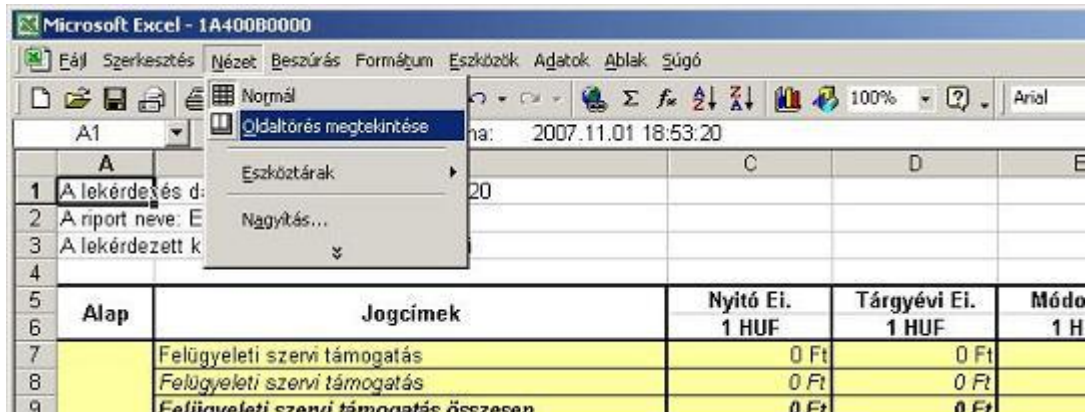 Microsoft Excel - 1A400B0000
Fájl Szerkesztés Nézet Beszúrás Formátum Eszközök Adatok Ablak Súgó
Normál
Oldaltörés megtekintése
Eszköztárak
Nagyítás...
100%
Arial
A1 2007.11.01 18:53:20
A C D E
1 A lekérdezés 20
2 A riport neve: E
3 A lekérdezett k
4
5 Alap Jogcímek Nyitó Ei. Tárgyévi Ei. Módo
6 1 HUF 1 HUF 1 H
7 Felügyeleti szervi támogatás 0 Ft 0 Ft
8 Felügyeleti szervi támogatás 0 Ft 0 Ft
9 Felügyeleti szervi támogatás összesen 0 Ft 0 Ft